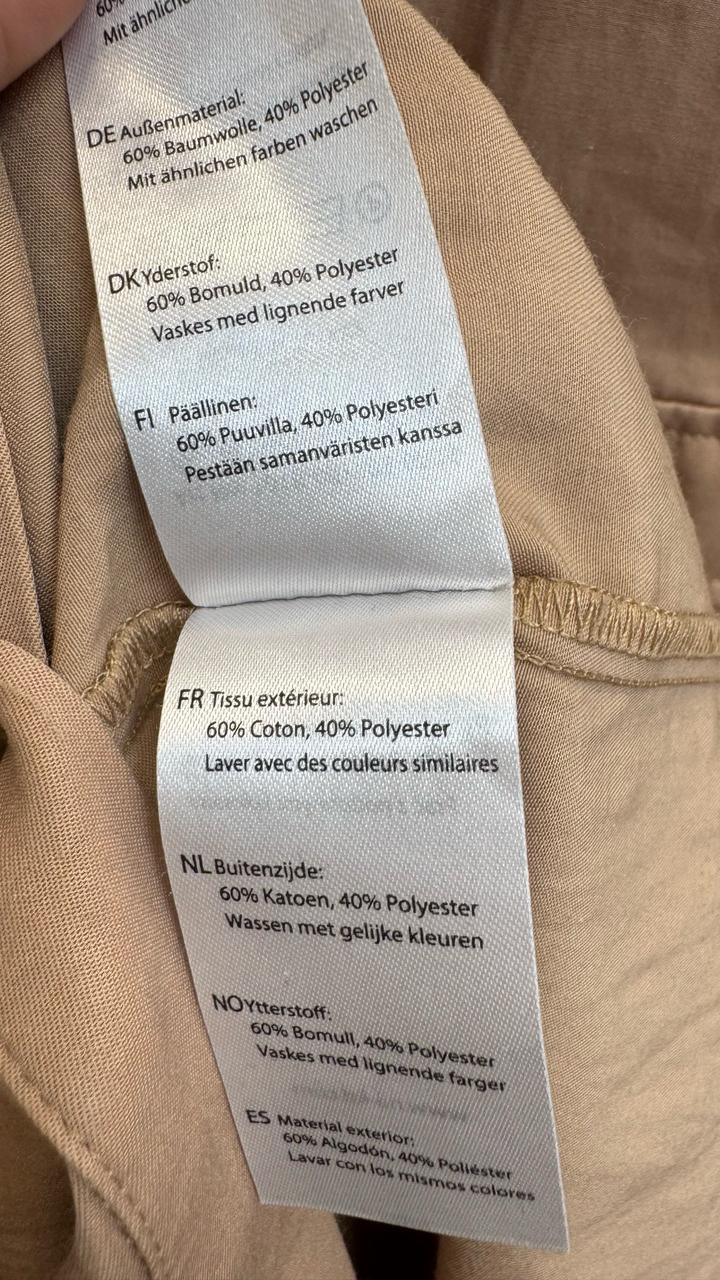 60%
Mit ähnlich
DE Außenmaterial:
60% Baumwolle, 40% Polyester
Mit ähnlichen farben waschen
DK Yderstof:
60% Bomuld, 40% Polyester
Vaskes med lignende farver
FI Päällinen:
60% Puuvilla, 40% Polyesteri
Pestään samanväristen kanssa
FR Tissu extérieur:
60% Coton, 40% Polyester
Laver avec des couleurs similaires
NL Buitenzijde:
60% Katoen, 40% Polyester
Wassen met gelijke kleuren
NO Ytterstoff:
60% Bomull, 40% Polyester
Vaskes med lignende farger
ES Material exterior:
60% Algodón, 40% Poliéster
Lavar con los mismos colores